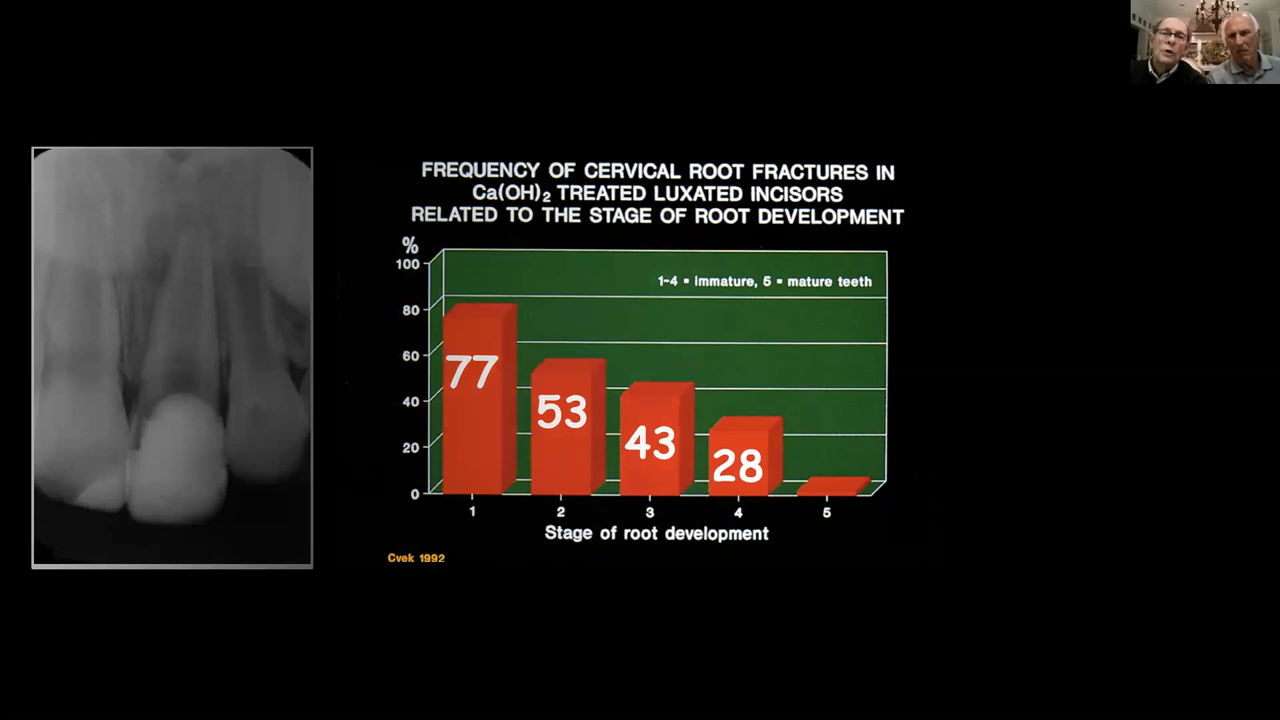 FREQUENCY OF CERVICAL ROOT FRACTURES IN
Ca(OH)₂ TREATED LUXATED INCISORS
RELATED TO THE STAGE OF ROOT DEVELOPMENT
%
100
1-4 = immature, 5 = mature teeth
80
60
77
53
40
43
28
20
0
1 2 3 4 5
Stage of root development
Cvek 1992